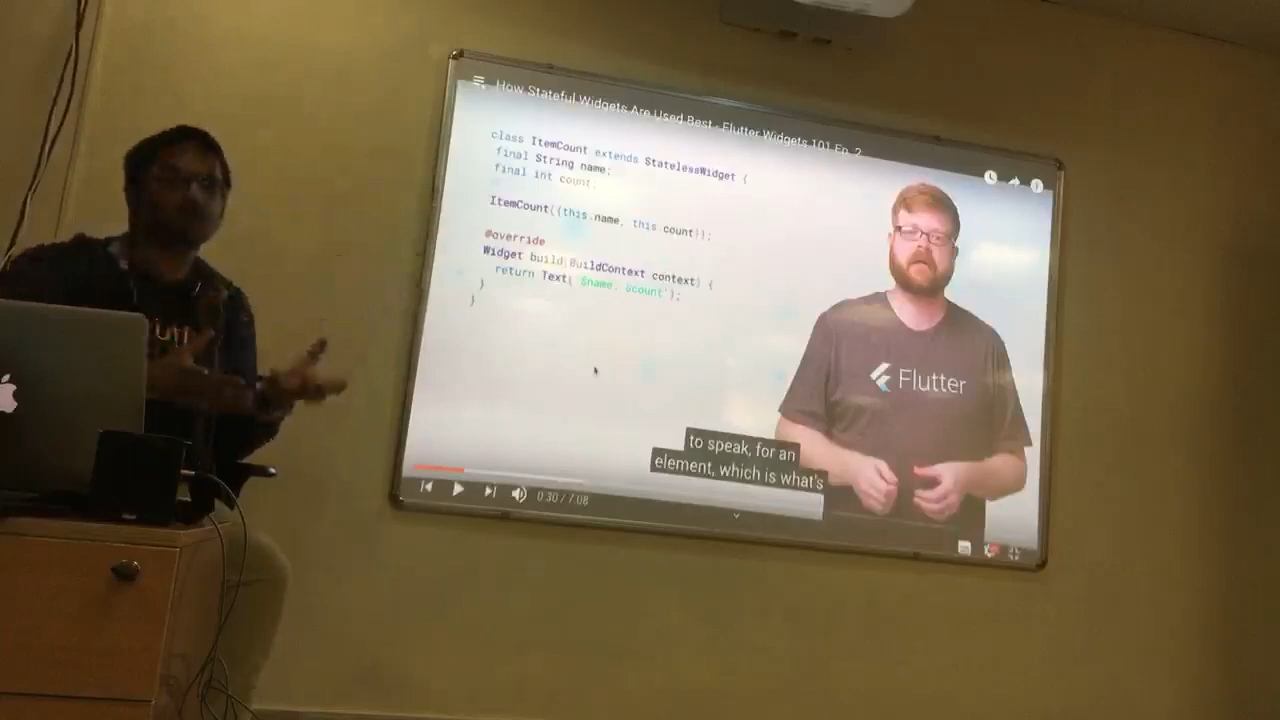 How Stateful Widgets Are Used Best - Flutter Widgets 101 Ep. 2
class ItemCount extends StatelessWidget {
final String name;
final int count;
ItemCount({this.name, this.count});
@override
Widget build(BuildContext context) {
return Text('$name, $count');
}
}
Flutter
to speak, for an
element, which is what's
0:30 / 7:08